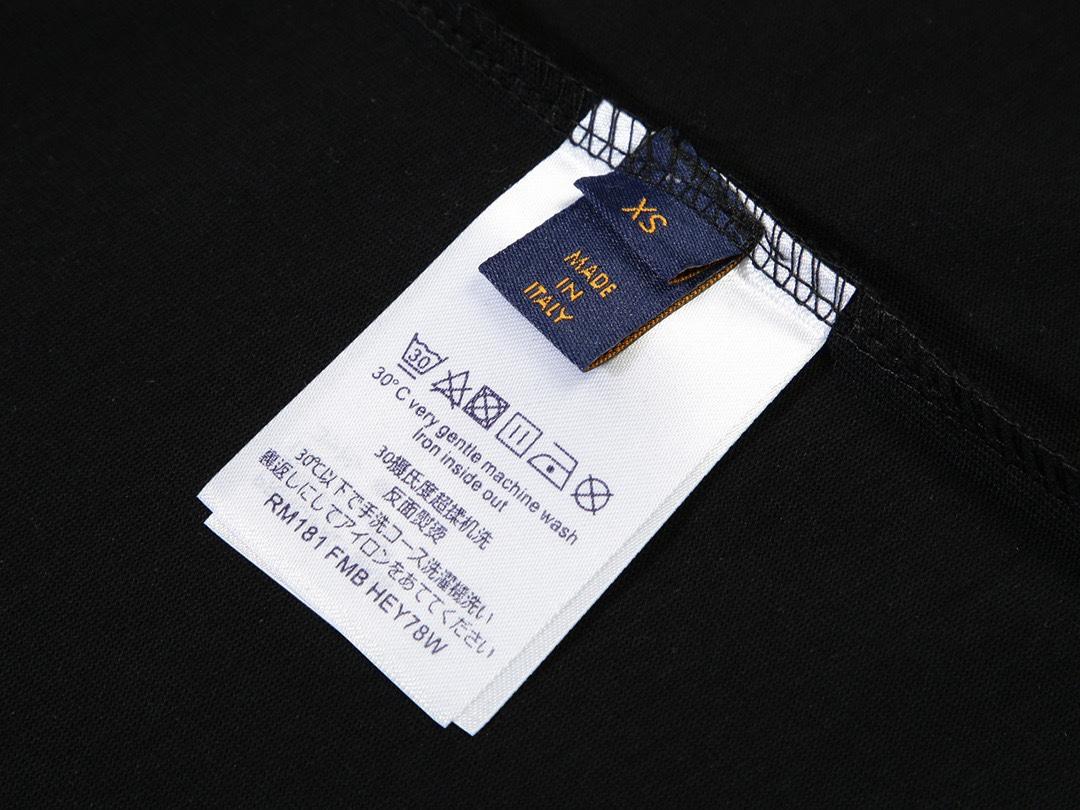 XS
MADE
IN
ITALY
30
30°C very gentle machine wash
Iron inside out
30摄氏度超揉机洗
反面熨烫
30℃以下で手洗コース洗濯機洗い
返しにしてアイロンをあててください
RM181 FMB HEY78W